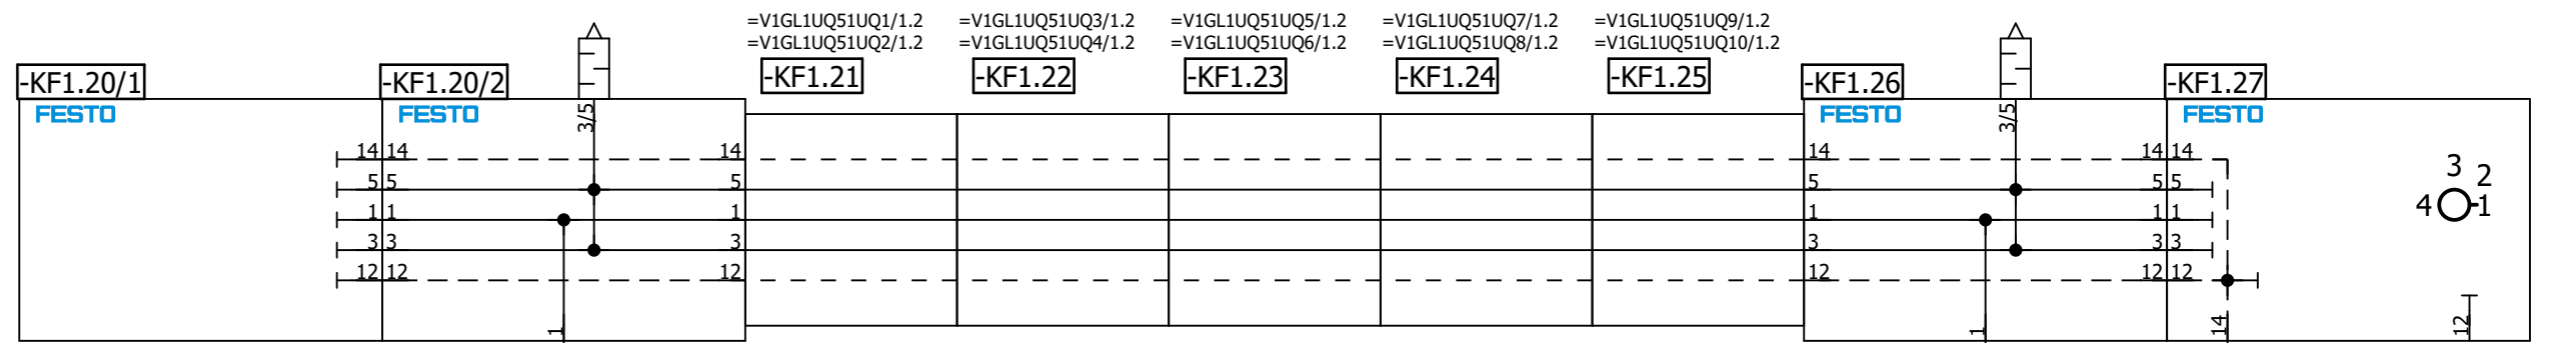 =V1GL1UQ51UQ1/1.2 =V1GL1UQ51UQ3/1.2 =V1GL1UQ51UQ5/1.2 =V1GL1UQ51UQ7/1.2 =V1GL1UQ51UQ9/1.2
=V1GL1UQ51UQ2/1.2 =V1GL1UQ51UQ4/1.2 =V1GL1UQ51UQ6/1.2 =V1GL1UQ51UQ8/1.2 =V1GL1UQ51UQ10/1.2
-KF1.20/1 -KF1.20/2 -KF1.21 -KF1.22 -KF1.23 -KF1.24 -KF1.25 -KF1.26 -KF1.27
FESTO FESTO FESTO FESTO
3/5 3/5
14 14 14 14 14 14
5 5 5 5 5 5
1 1 1 1 1 1
3 3 3 3 3 3
12 12 12 12 12 12
3
2
4 1
1 1 14 12